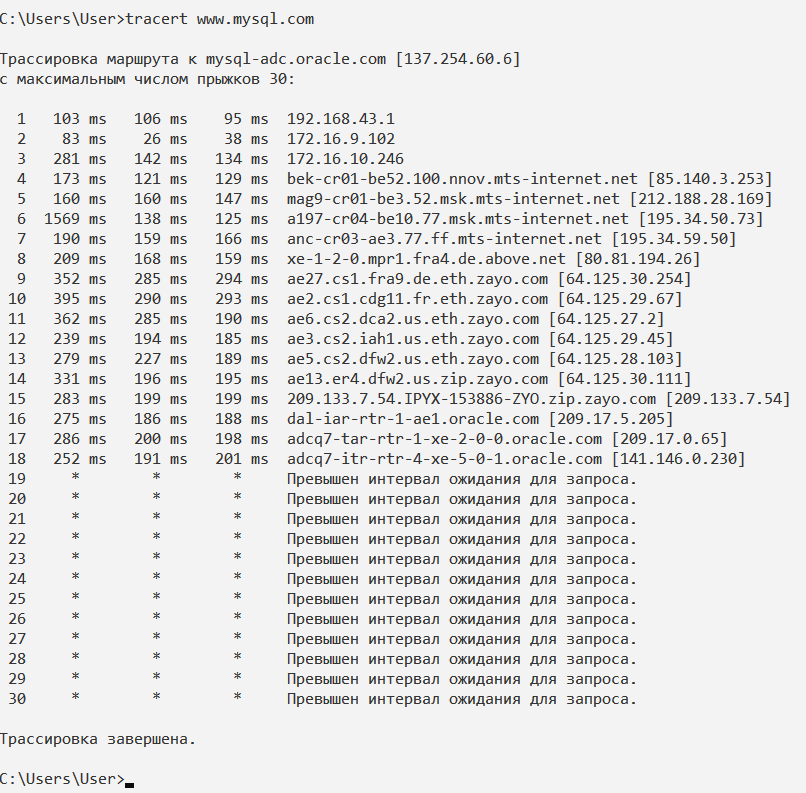 C:\Users\User>tracert www.mysql.com
Трассировка маршрута к mysql-adc.oracle.com [137.254.60.6]
с максимальным числом прыжков 30:
1 103 ms 106 ms 95 ms 192.168.43.1
2 83 ms 26 ms 38 ms 172.16.9.102
3 281 ms 142 ms 134 ms 172.16.10.246
4 173 ms 121 ms 129 ms bek-cr01-be52.100.nnov.mts-internet.net [85.140.3.253]
5 160 ms 160 ms 147 ms mag9-cr01-be3.52.msk.mts-internet.net [212.188.28.169]
6 1569 ms 138 ms 125 ms a197-cr04-be10.77.msk.mts-internet.net [195.34.50.73]
7 190 ms 159 ms 166 ms anc-cr03-ae3.77.ff.mts-internet.net [195.34.59.50]
8 209 ms 168 ms 159 ms xe-1-2-0.mpr1.fra4.de.above.net [80.81.194.26]
9 352 ms 285 ms 294 ms ae27.cs1.fra9.de.eth.zayo.com [64.125.30.254]
10 395 ms 290 ms 293 ms ae2.cs1.cdg11.fr.eth.zayo.com [64.125.29.67]
11 362 ms 285 ms 190 ms ae6.cs2.dca2.us.eth.zayo.com [64.125.27.2]
12 239 ms 194 ms 185 ms ae3.cs2.iah1.us.eth.zayo.com [64.125.29.45]
13 279 ms 227 ms 189 ms ae5.cs2.dfw2.us.eth.zayo.com [64.125.28.103]
14 331 ms 196 ms 195 ms ae13.er4.dfw2.us.zip.zayo.com [64.125.30.111]
15 283 ms 199 ms 199 ms 209.133.7.54.IPYX-153886-ZYO.zip.zayo.com [209.133.7.54]
16 275 ms 186 ms 188 ms dal-iar-rtr-1-ae1.oracle.com [209.17.5.205]
17 286 ms 200 ms 198 ms adcq7-tar-rtr-1-xe-2-0-0.oracle.com [209.17.0.65]
18 252 ms 191 ms 201 ms adcq7-itr-rtr-4-xe-5-0-1.oracle.com [141.146.0.230]
19 * * * Превышен интервал ожидания для запроса.
20 * * * Превышен интервал ожидания для запроса.
21 * * * Превышен интервал ожидания для запроса.
22 * * * Превышен интервал ожидания для запроса.
23 * * * Превышен интервал ожидания для запроса.
24 * * * Превышен интервал ожидания для запроса.
25 * * * Превышен интервал ожидания для запроса.
26 * * * Превышен интервал ожидания для запроса.
27 * * * Превышен интервал ожидания для запроса.
28 * * * Превышен интервал ожидания для запроса.
29 * * * Превышен интервал ожидания для запроса.
30 * * * Превышен интервал ожидания для запроса.
Трассировка завершена.
C:\Users\User>